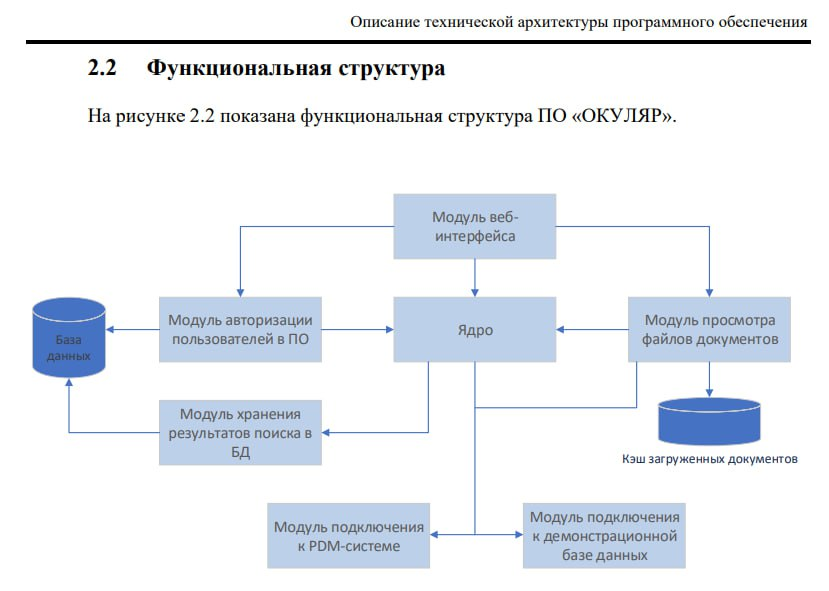 Описание технической архитектуры программного обеспечения
2.2 Функциональная структура
На рисунке 2.2 показана функциональная структура ПО «ОКУЛЯР».
Модуль веб-
интерфейса
База
данных
Модуль авторизации
пользователей в ПО
Ядро
Модуль просмотра
файлов документов
Модуль хранения
результатов поиска в
БД
Кэш загруженных документов
Модуль подключения
к PDM-системе
Модуль подключения
к демонстрационной
базе данных